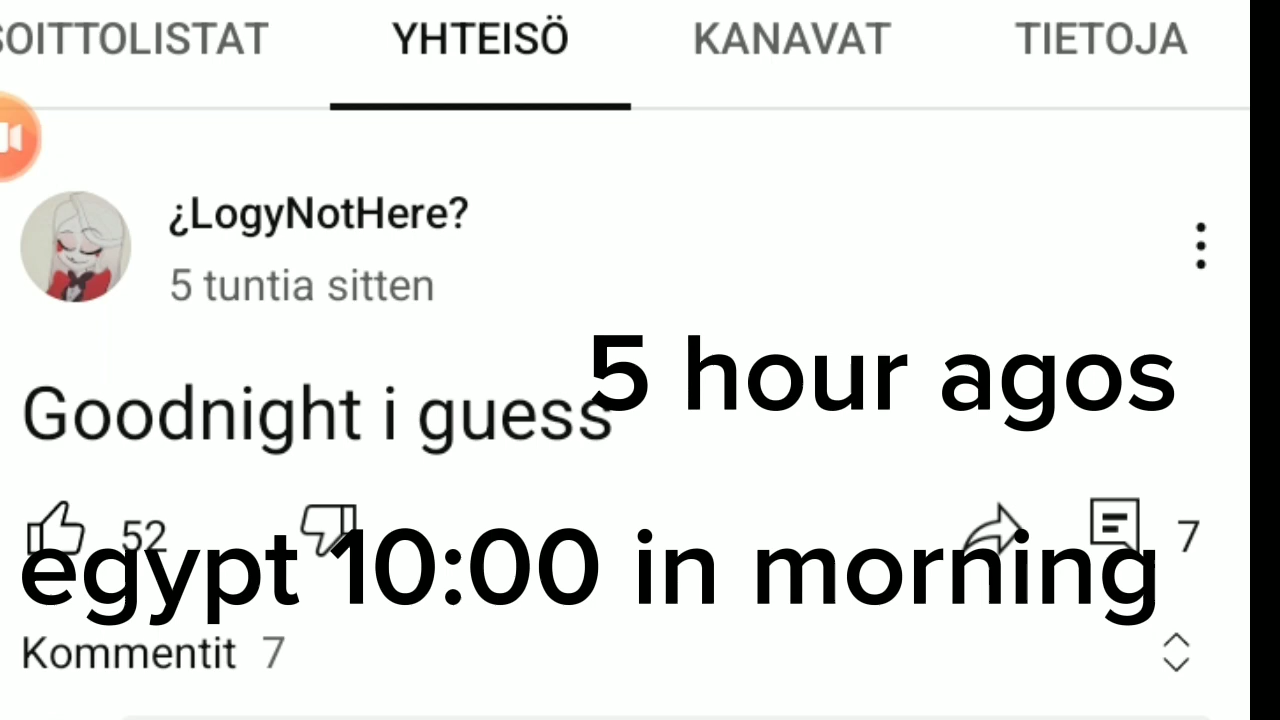 SOITTOLISTAT YHTEISÖ KANAVAT TIETOJA
¿LogyNotHere?
5 tuntia sitten
5 hour agos
Goodnight i guess
52 7
egypt 10:00 in morning
Kommentit 7